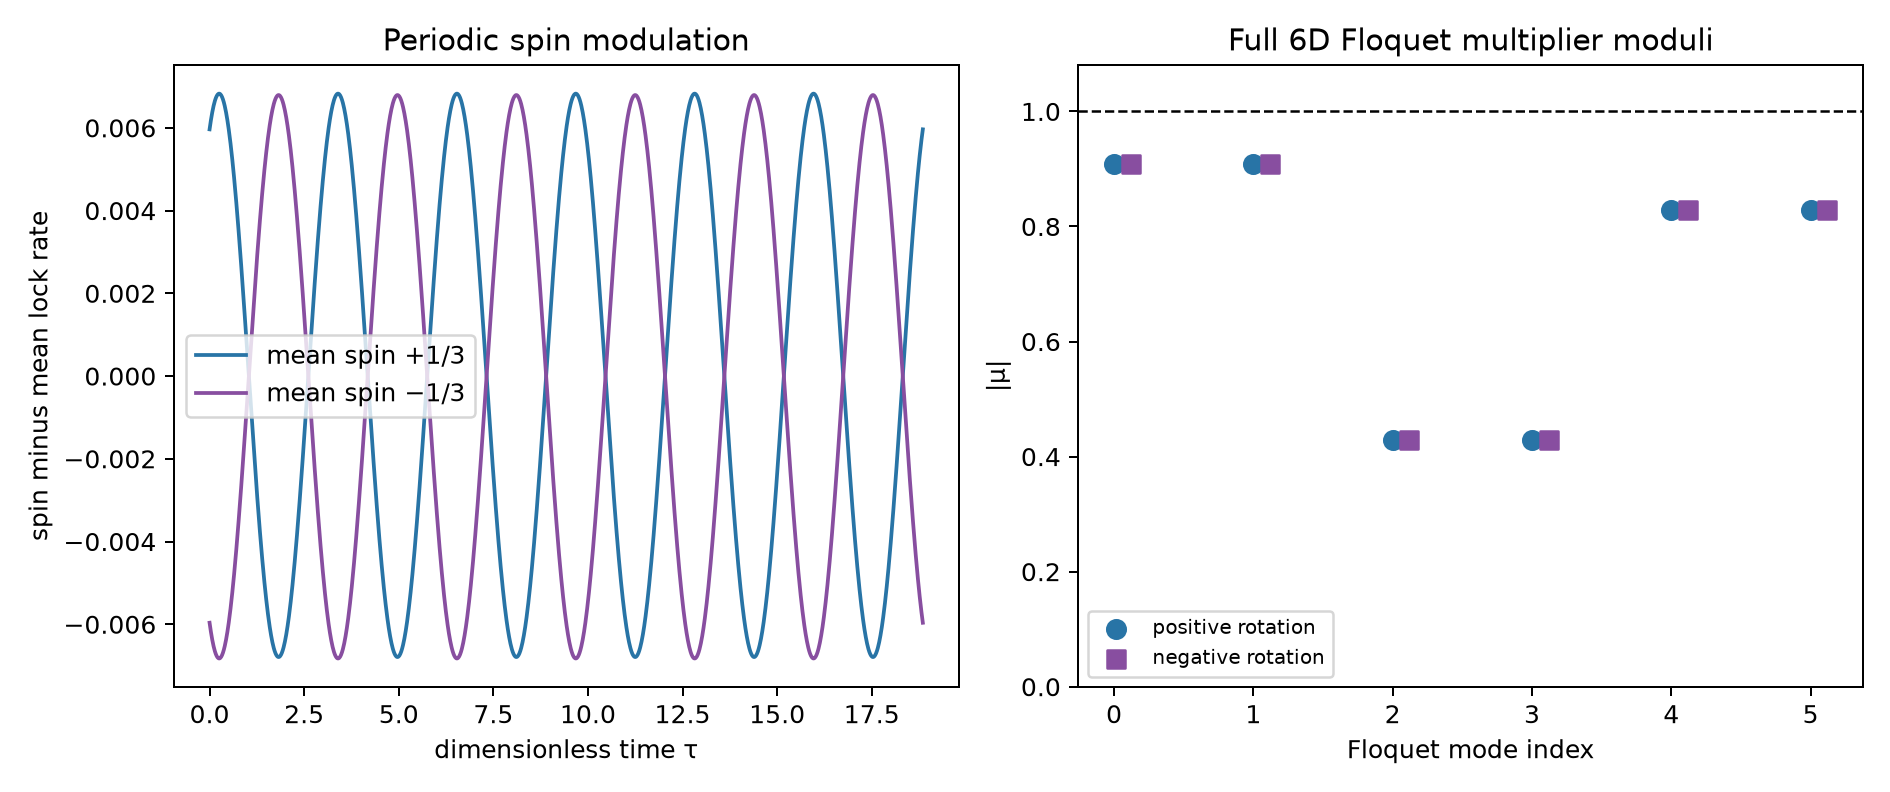 Periodic spin modulation
spin minus mean lock rate
0.006
0.004
0.002
0.000
−0.002
−0.004
−0.006
mean spin +1/3
mean spin −1/3
0.0 2.5 5.0 7.5 10.0 12.5 15.0 17.5
dimensionless time τ
Full 6D Floquet multiplier moduli
|μ|
1.0
0.8
0.6
0.4
0.2
0.0
positive rotation
negative rotation
0 1 2 3 4 5
Floquet mode index